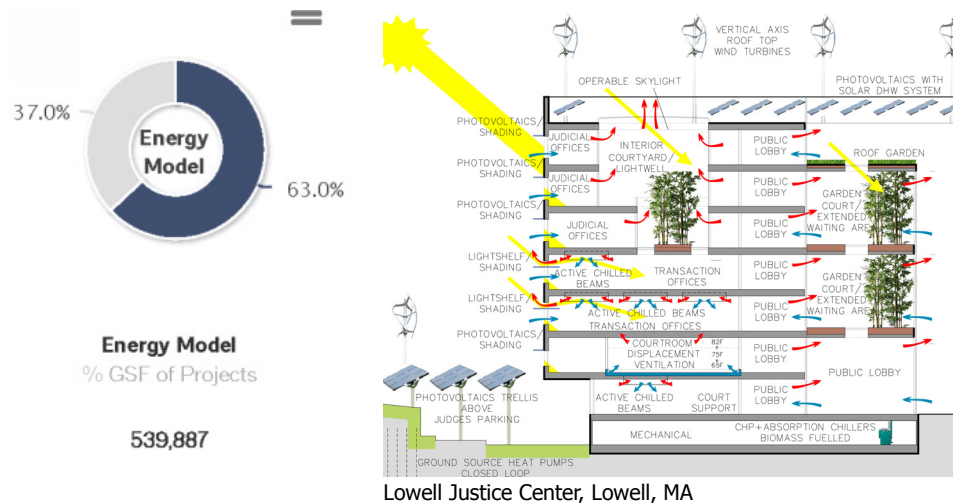 37.0%
Energy
Model
63.0%
Energy Model
% GSF of Projects
539,887
VERTICAL AXIS
ROOF TOP
WIND TURBINES
OPERABLE SKYLIGHT
PHOTOVOLTAICS WITH
SOLAR DHW SYSTEM
PHOTOVOLTAICS/
SHADING
JUDICIAL
OFFICES
INTERIOR
COURTYARD/
LIGHTWELL
PUBLIC
LOBBY
ROOF GARDEN
PHOTOVOLTAICS/
SHADING
JUDICIAL
OFFICES
PUBLIC
LOBBY
GARDEN
COURT/
EXTENDED
WAITING AREA
PHOTOVOLTAICS/
SHADING
JUDICIAL
OFFICES
PUBLIC
LOBBY
LIGHTSHELF/
SHADING
ACTIVE CHILLED
BEAMS
TRANSACTION
OFFICES
PUBLIC
LOBBY
GARDEN
COURT/
EXTENDED
WAITING AREA
LIGHTSHELF/
SHADING
ACTIVE CHILLED BEAMS
TRANSACTION OFFICES
PUBLIC
LOBBY
PHOTOVOLTAICS/
SHADING
COURTROOM
DISPLACEMENT
VENTILATION
82F
75F
65F
PUBLIC
LOBBY
PUBLIC LOBBY
PHOTOVOLTAICS TRELLIS
ABOVE
JUDGES PARKING
ACTIVE CHILLED
BEAMS
COURT
SUPPORT
PUBLIC
LOBBY
MECHANICAL
CHP+ABSORPTION CHILLERS
BIOMASS FUELLED
GROUND SOURCE HEAT PUMPS
CLOSED LOOP
Lowell Justice Center, Lowell, MA